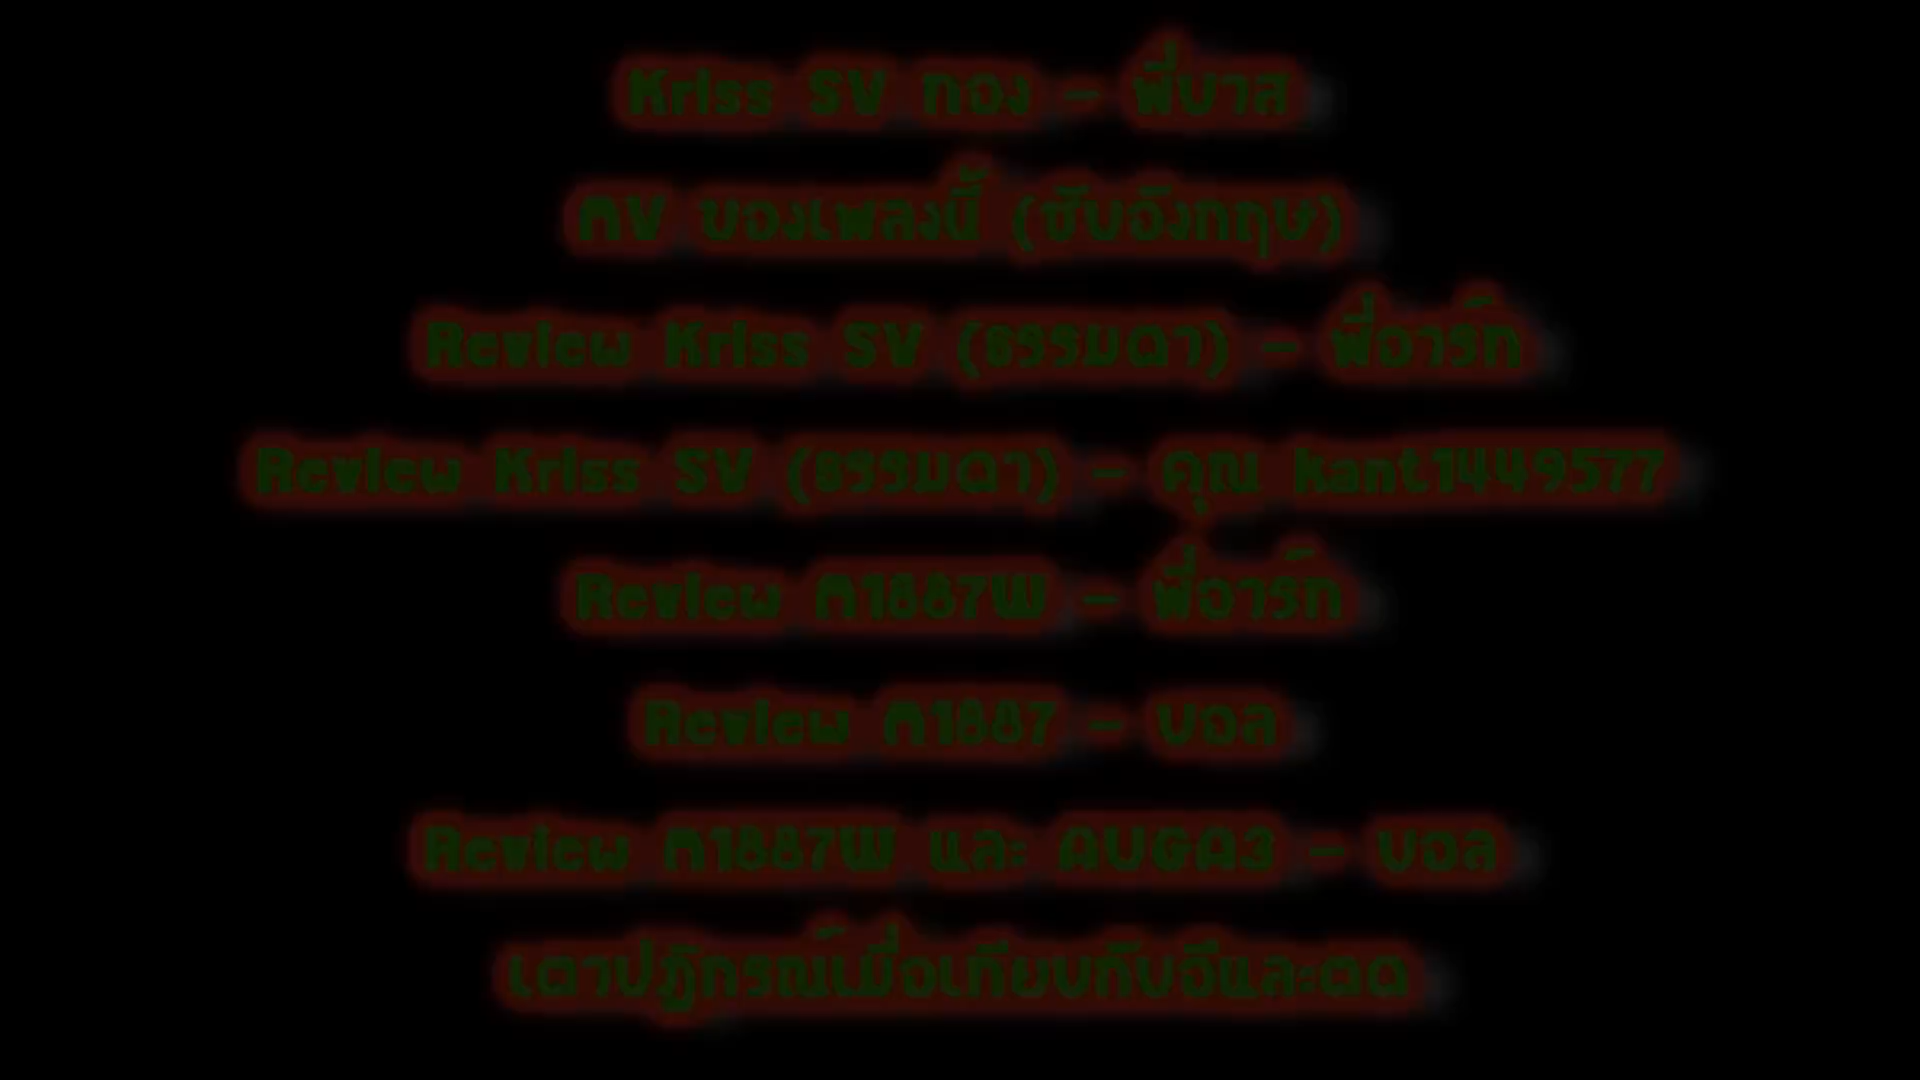 Kriss SV ทอง - พี่บาส
MV ของเพลงนี้ (ซับอังกฤษ)
Review Kriss SV (ธรรมดา) - พี่อาร์ท
Review Kriss SV (ธรรมดา) - คุณ kant1449577
Review M1887W - พี่อาร์ท
Review M1887 - บอล
Review M1887W และ AUGA3 - บอล
เตาปฏิกรณ์เมื่อเทียบกับอึและตด